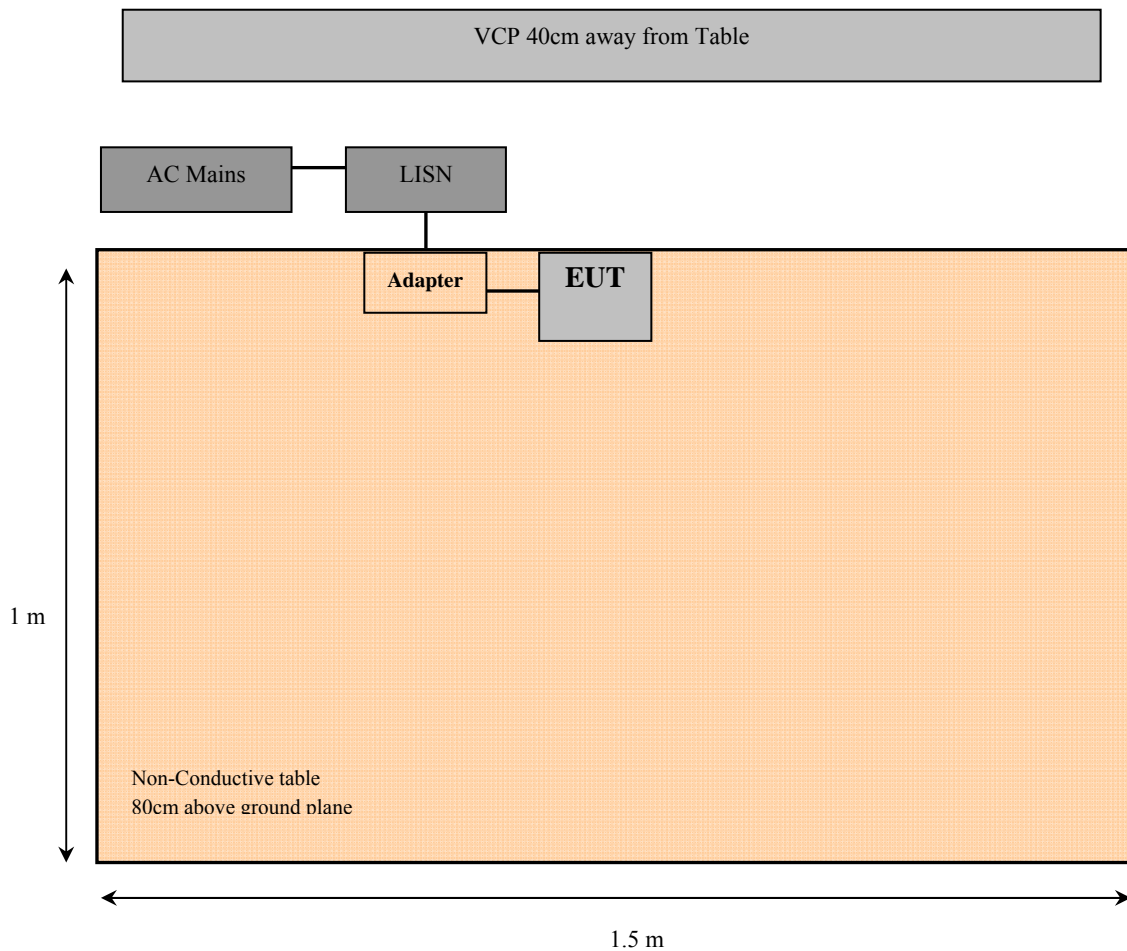 VCP 40cm away from Table
AC Mains
LISN
Adapter
EUT
1 m
Non-Conductive table
80cm above ground plane
1.5 m